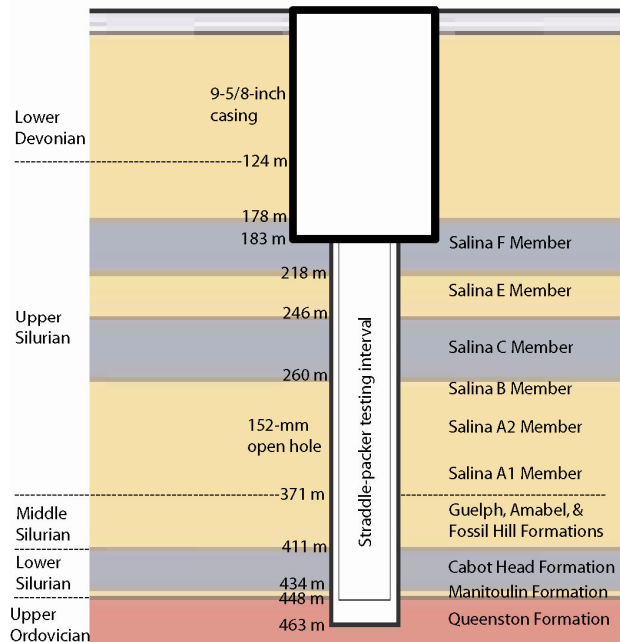 9-5/8-inch
casing
Lower
Devonian
124 m
178 m
183 m
Salina F Member
218 m
Salina E Member
246 m
Upper
Silurian
Salina C Member
260 m
Salina B Member
152-mm
open hole
Straddle-packer testing interval
Salina A2 Member
Salina A1 Member
371 m
Middle
Silurian
Guelph, Amabel, &
Fossil Hill Formations
411 m
Lower
Silurian
Cabot Head Formation
434 m
Manitoulin Formation
448 m
Upper
Ordovician
Queenston Formation
463 m